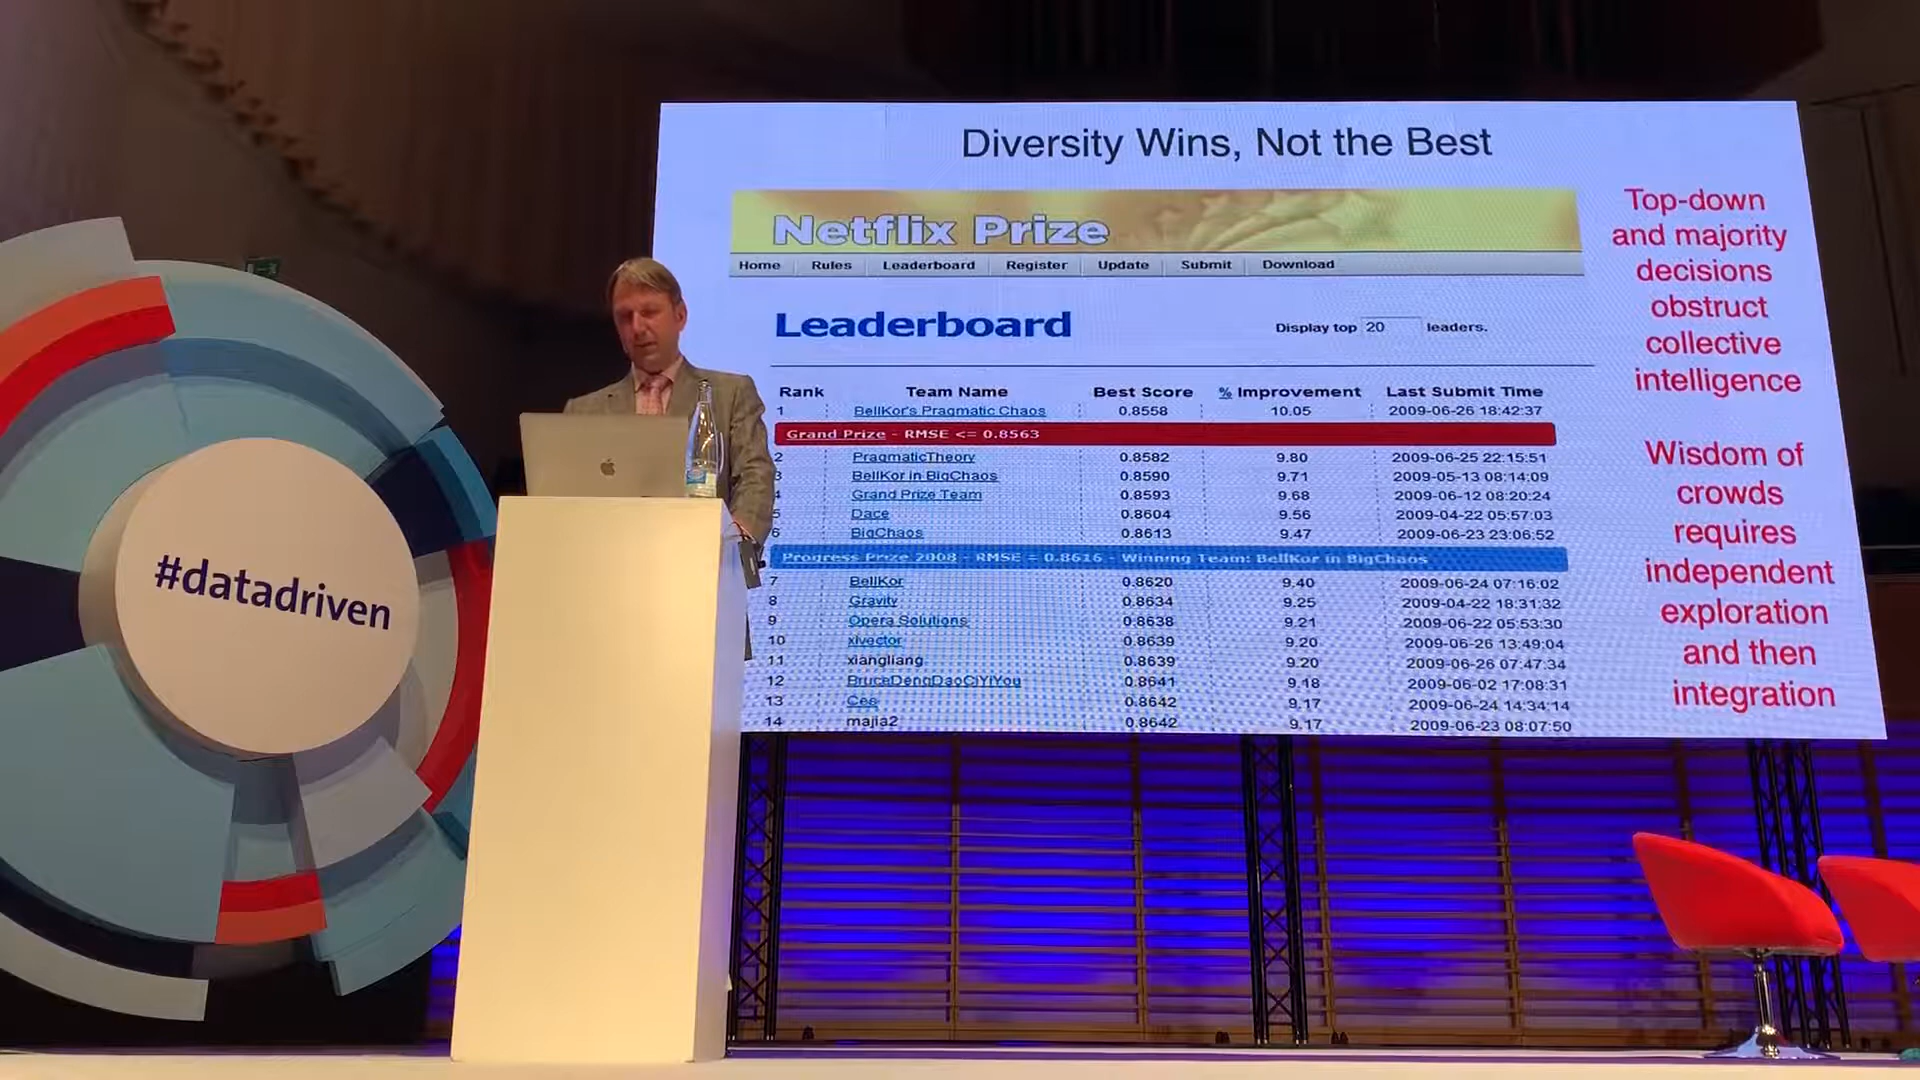 Diversity Wins, Not the Best
Netflix Prize
Home Rules Leaderboard Register Update Submit Download
Leaderboard
Display top 20 leaders.
Rank Team Name Best Score % Improvement Last Submit Time
1 BellKor's Pragmatic Chaos 0.8558 10.05 2009-06-26 18:42:37
Grand Prize - RMSE <= 0.8563
2 PragmaticTheory 0.8582 9.80 2009-06-25 22:15:51
3 BellKor in BigChaos 0.8590 9.71 2009-05-13 08:14:09
4 Grand Prize Team 0.8593 9.68 2009-06-12 08:20:24
5 Dace 0.8604 9.56 2009-04-22 05:57:03
6 BigChaos 0.8613 9.47 2009-06-23 23:06:52
Progress Prize 2008 - RMSE = 0.8616 - Winning Team: BellKor in BigChaos
7 BellKor 0.8620 9.40 2009-06-24 07:16:02
8 Gravity 0.8634 9.25 2009-04-22 18:31:32
9 Opera Solutions 0.8638 9.21 2009-06-22 05:53:30
10 xlvector 0.8639 9.20 2009-06-26 13:49:04
11 xiangliang 0.8639 9.20 2009-06-26 07:47:34
12 BruceDengDaoCiYiYou 0.8641 9.18 2009-06-02 17:08:31
13 Ces 0.8642 9.17 2009-06-24 14:34:14
14 majia2 0.8642 9.17 2009-06-23 08:07:50
Top-down
and majority
decisions
obstruct
collective
intelligence
Wisdom of
crowds
requires
independent
exploration
and then
integration
#datadriven